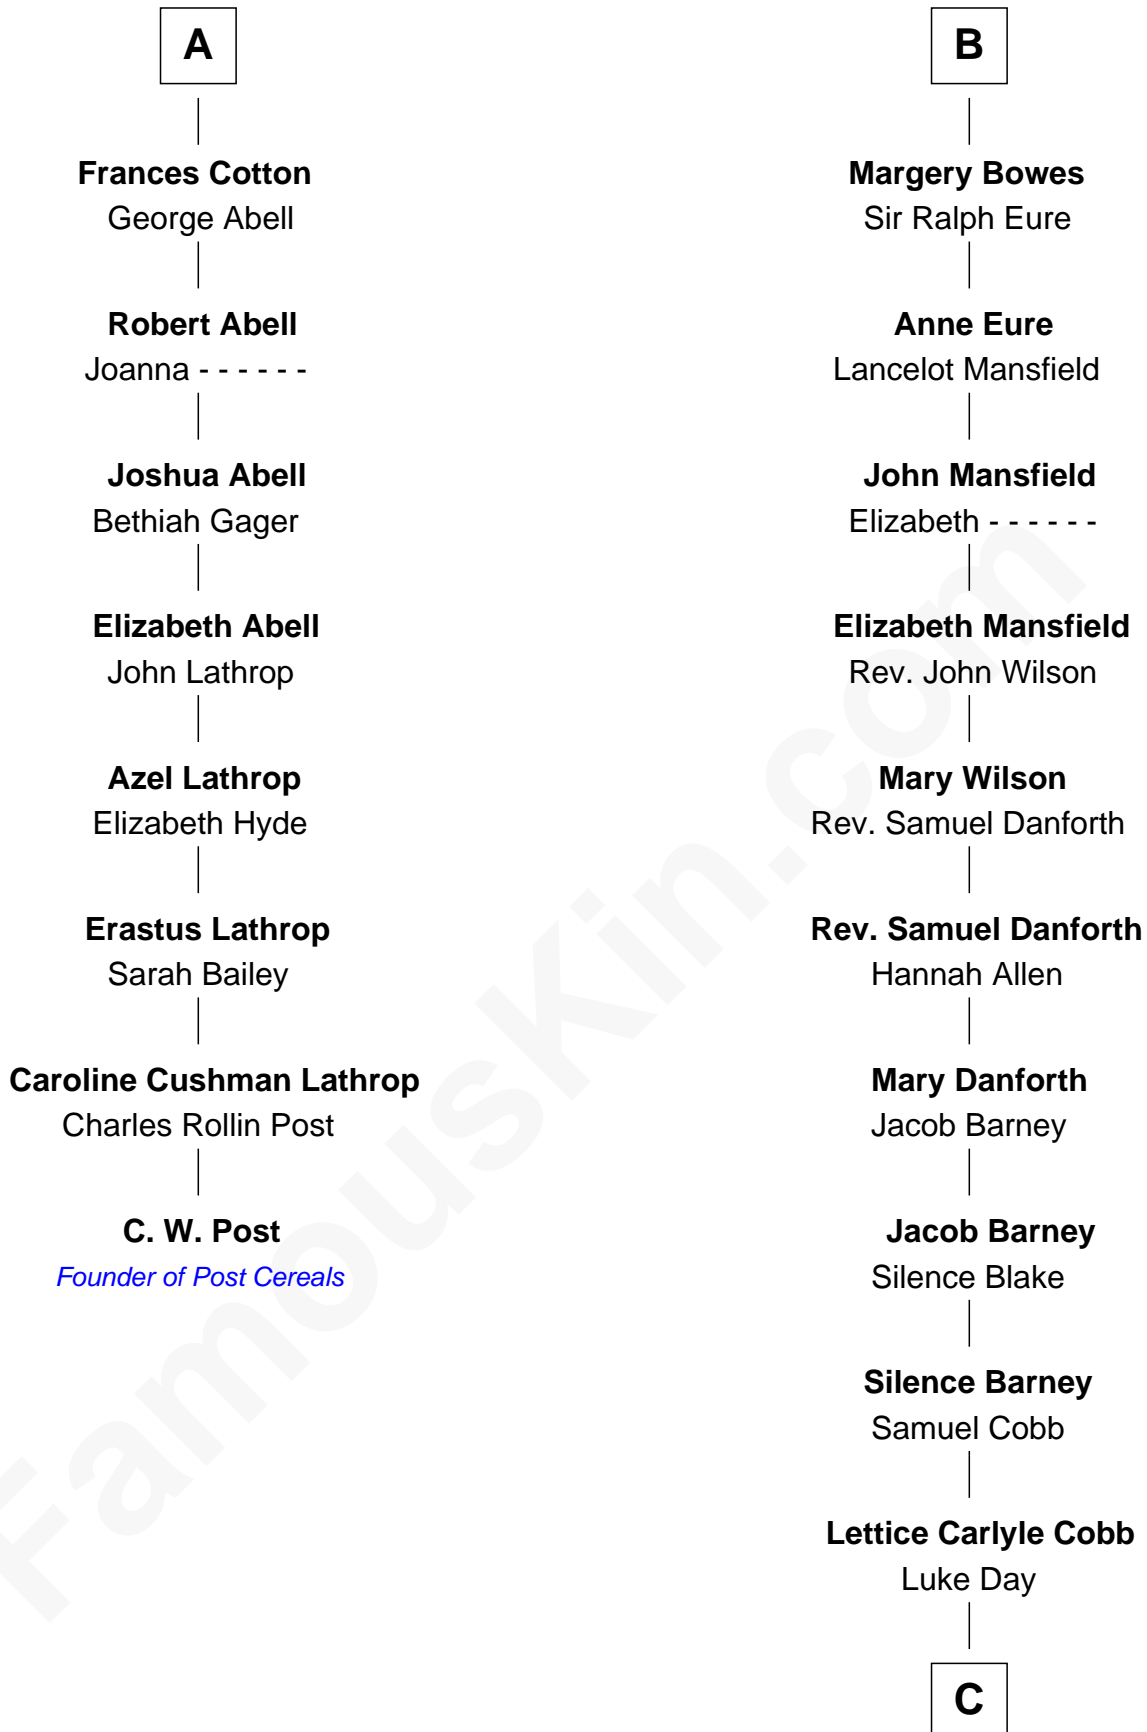 A
Frances Cotton
George Abell
Robert Abell
Joanna - - - - - -
Joshua Abell
Bethiah Gager
Elizabeth Abell
John Lathrop
Azel Lathrop
Elizabeth Hyde
Erastus Lathrop
Sarah Bailey
Caroline Cushman Lathrop
Charles Rollin Post
C. W. Post
Founder of Post Cereals
B
Margery Bowes
Sir Ralph Eure
Anne Eure
Lancelot Mansfield
John Mansfield
Elizabeth - - - - - -
Elizabeth Mansfield
Rev. John Wilson
Mary Wilson
Rev. Samuel Danforth
Rev. Samuel Danforth
Hannah Allen
Mary Danforth
Jacob Barney
Jacob Barney
Silence Blake
Silence Barney
Samuel Cobb
Lettice Carlyle Cobb
Luke Day
C
FamousKin.com